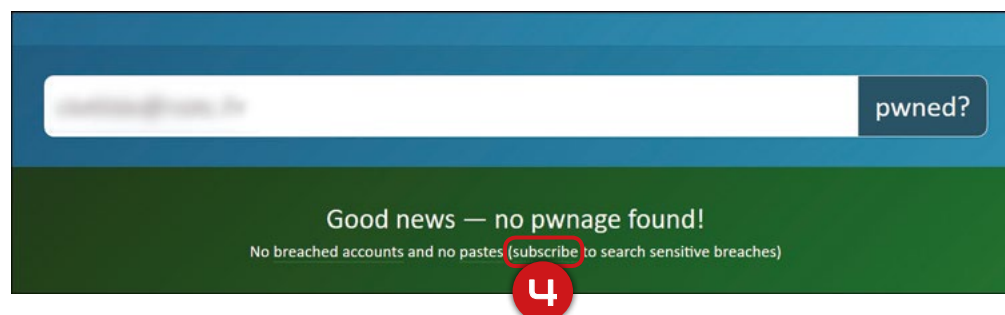 pwned?
Good news — no pwnage found!
No breached accounts and no pastes (subscribe to search sensitive breaches)
4